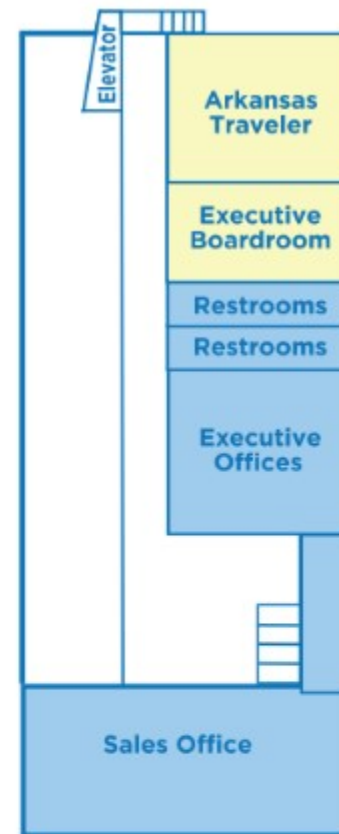 Elevator
Arkansas
Traveler
Executive
Boardroom
Restrooms
Restrooms
Executive
Offices
Sales Office